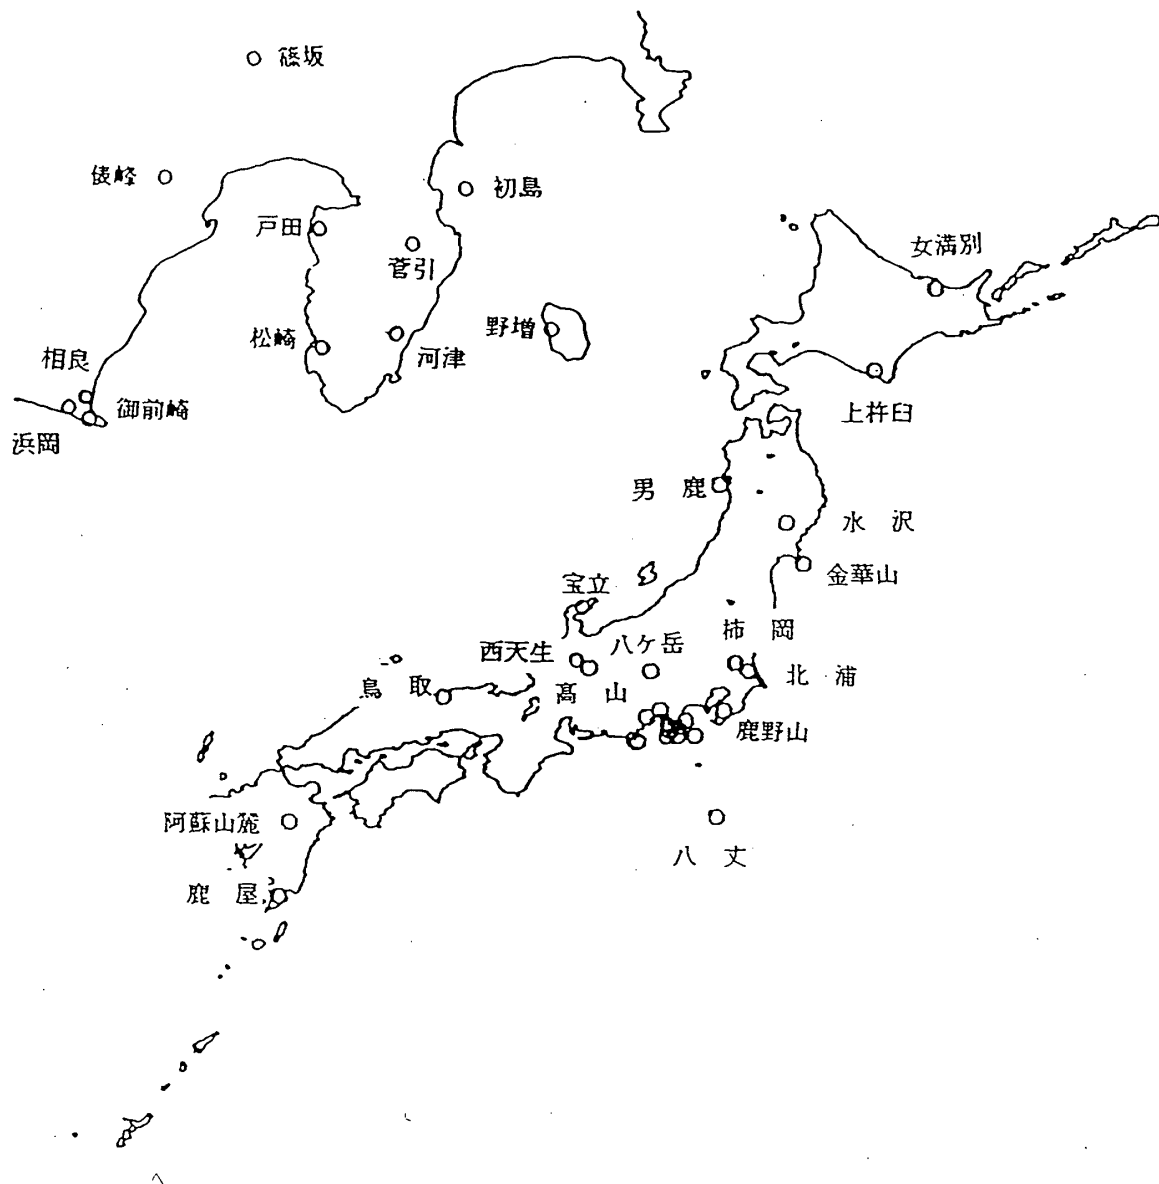 篠坂
俵峰
初島
戸田
菅引
女満別
野増
松崎
河津
相良
御前崎
上杵臼
浜岡
男 鹿
水 沢
金華山
宝立
柿 岡
八ケ岳
西天生
北 浦
鳥 取
高 山
鹿野山
阿蘇山麓
八 丈
鹿 屋